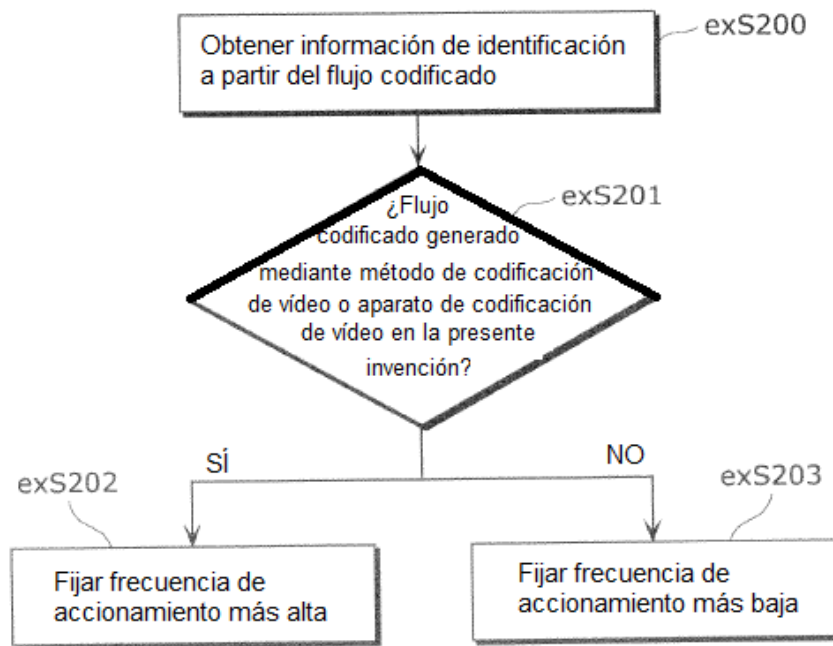 exS200
Obtener información de identificación
a partir del flujo codificado
exS201
¿Flujo
codificado generado
mediante método de codificación
de vídeo o aparato de codificación
de vídeo en la presente
invención?
SÍ
NO
exS202
exS203
Fijar frecuencia de
accionamiento más alta
Fijar frecuencia de
accionamiento más baja